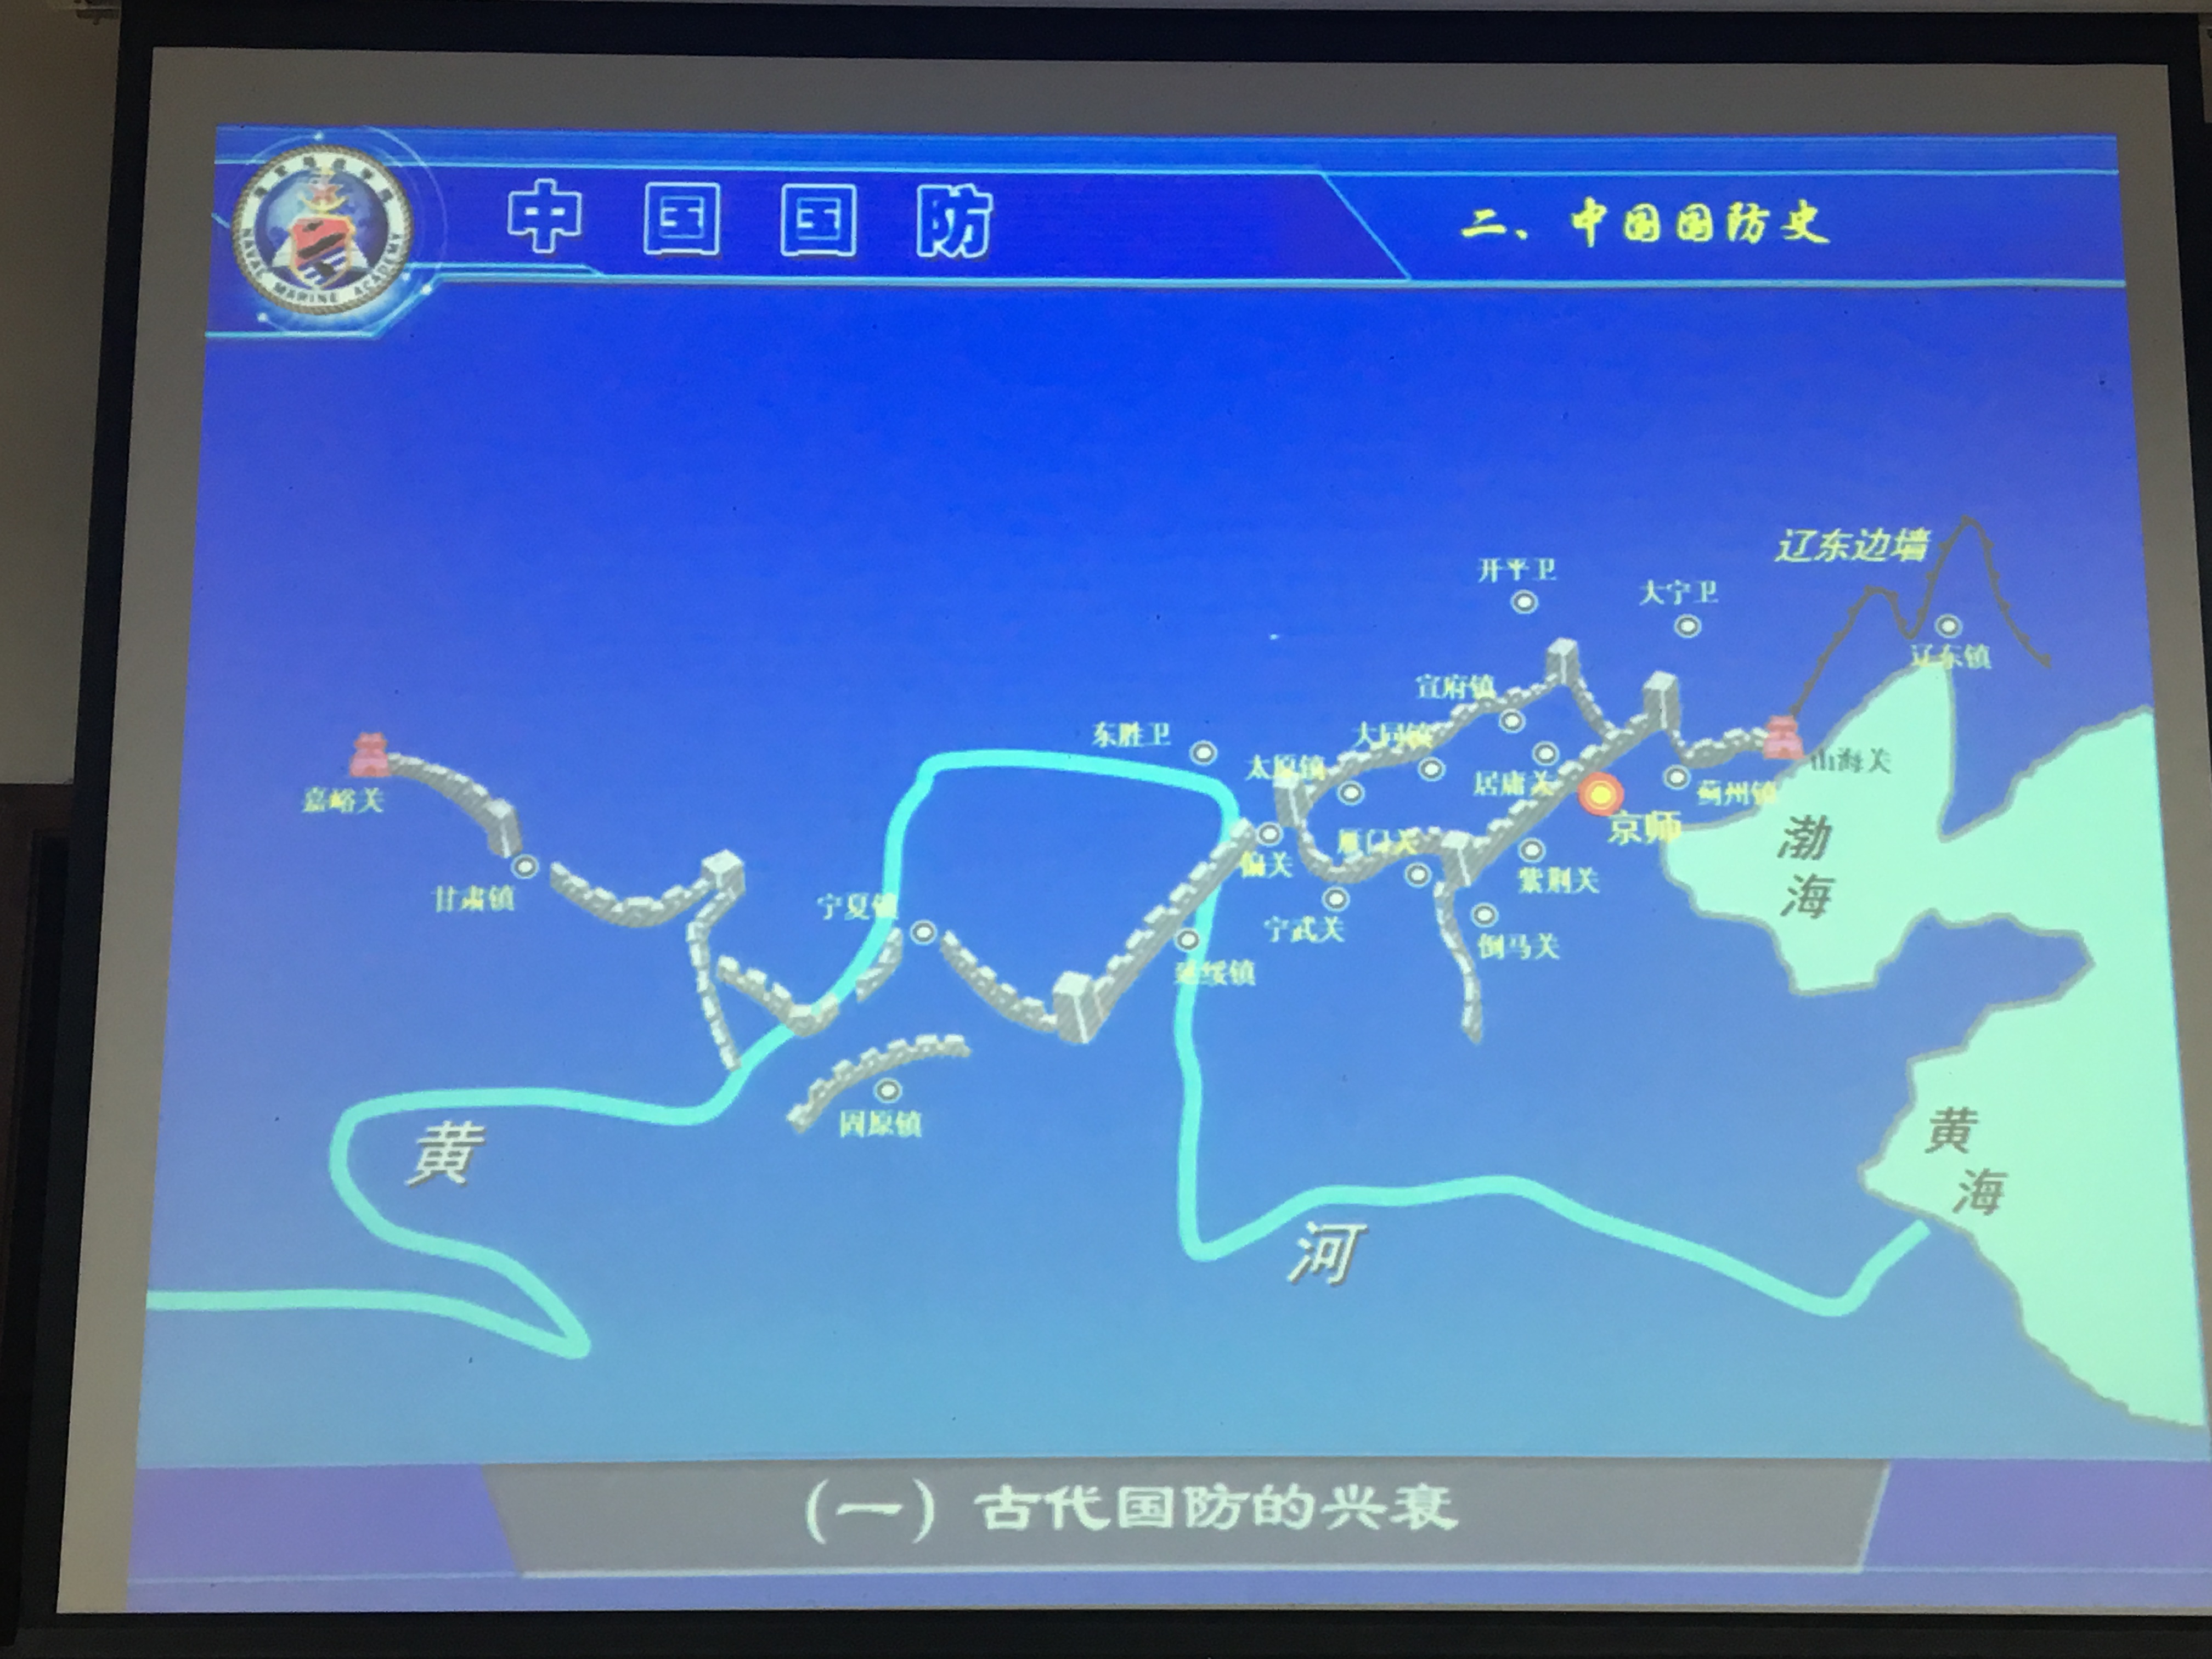 中国国防
二、中国国防史
NAVAL MARINE ACADEMY
辽东边墙
开平卫
大宁卫
辽东镇
宣府镇
东胜卫
大同镇
太原镇
居庸关
山海关
嘉峪关
蓟州镇
京师
渤海
雁门关
偏关
紫荆关
甘肃镇
宁夏镇
宁武关
倒马关
延绥镇
固原镇
黄
黄海
河
(一)古代国防的兴衰